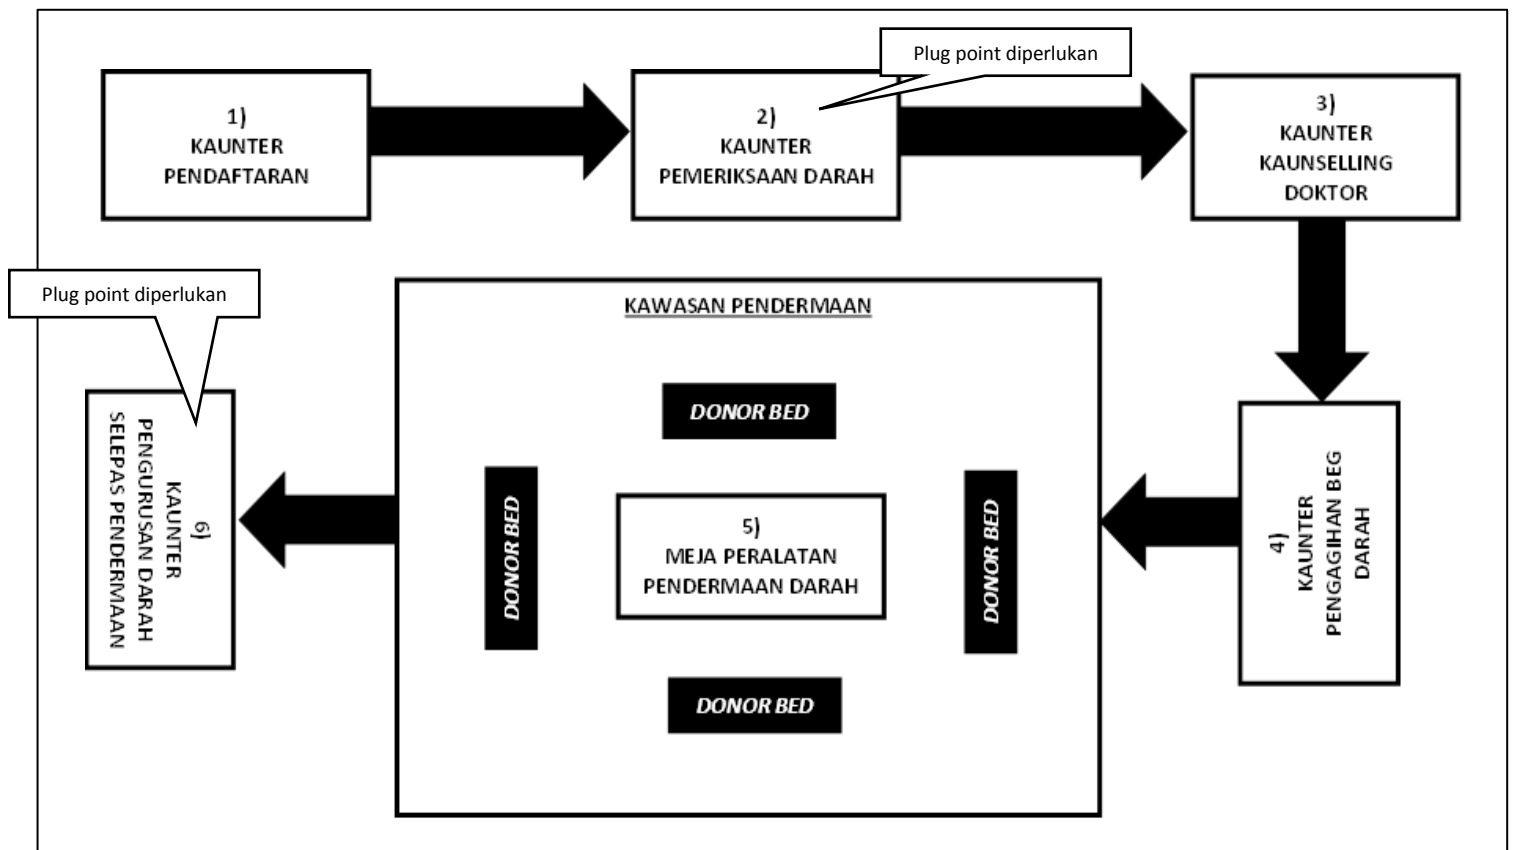 Plug point diperlukan
1)
KAUNTER
PENDAFTARAN
2)
KAUNTER
PEMERIKSAAN DARAH
3)
KAUNTER
KAUNSELLING
DOKTOR
Plug point diperlukan
KAWASAN PENDERMAAN
DONOR BED
6)
KAUNTER
PENGURUSAN DARAH
SELEPAS PENDERMAAN
DONOR BED
5)
MEJA PERALATAN
PENDERMAAN DARAH
DONOR BED
4)
KAUNTER
PENGAGIHAN BEG
DARAH
DONOR BED